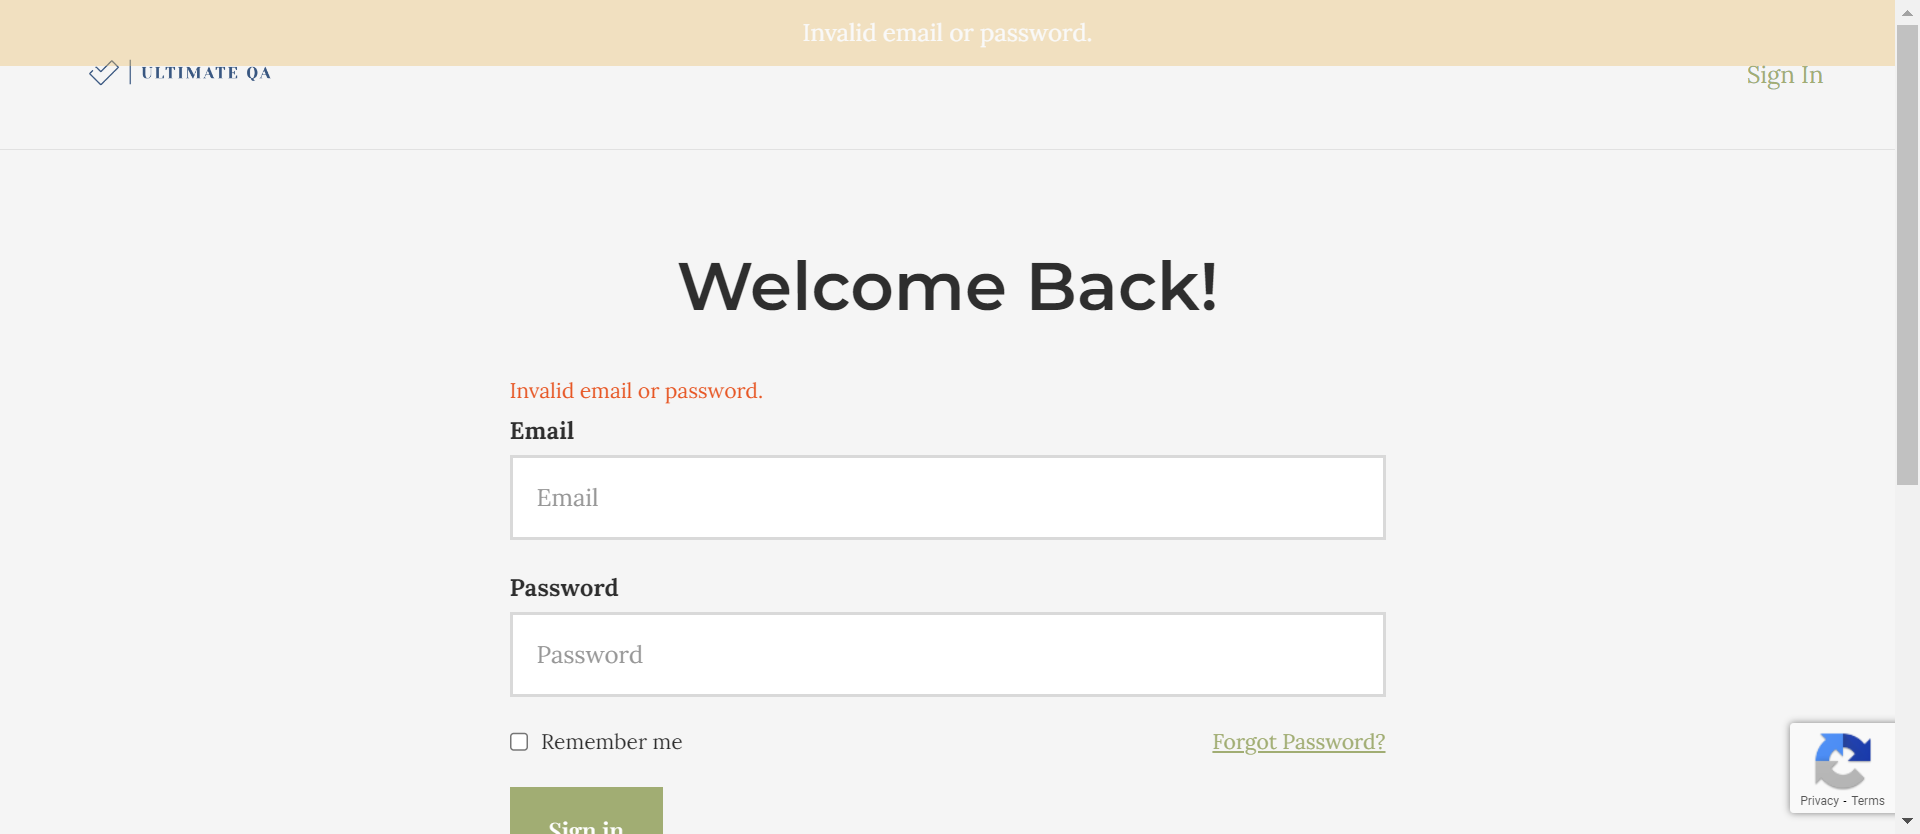 Invalid email or password.
ULTIMATE QA
Sign In
Welcome Back!
Invalid email or password.
Email
Email
Password
Password
Remember me
Forgot Password?
Sign in
Privacy - Terms